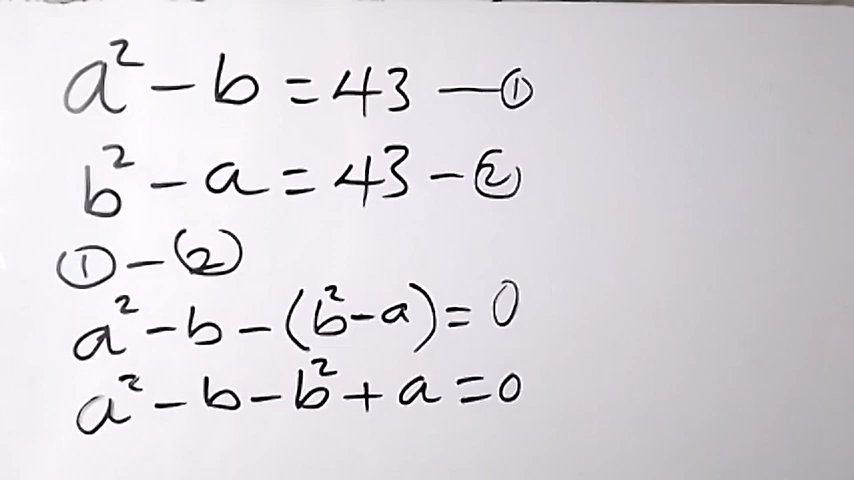 a² − b = 43 — ①
b² − a = 43 − ②
① − (2)
a² − b − (b² − a) = 0
a² − b − b² + a = 0